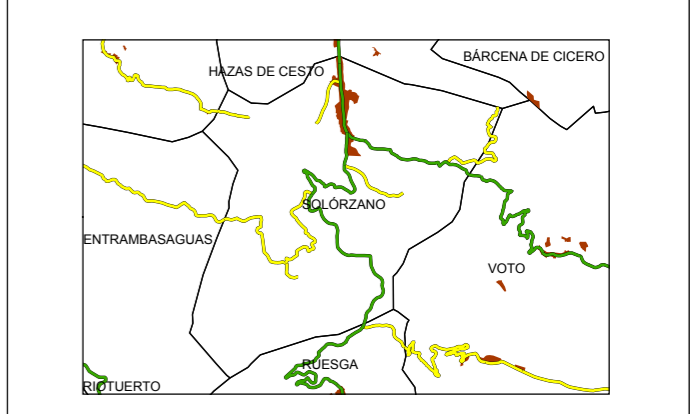 BÁRCENA DE CICERO
HAZAS DE CESTO
SOLÓRZANO
ENTRAMBASAGUAS
VOTO
RUESGA
RIOTUERTO